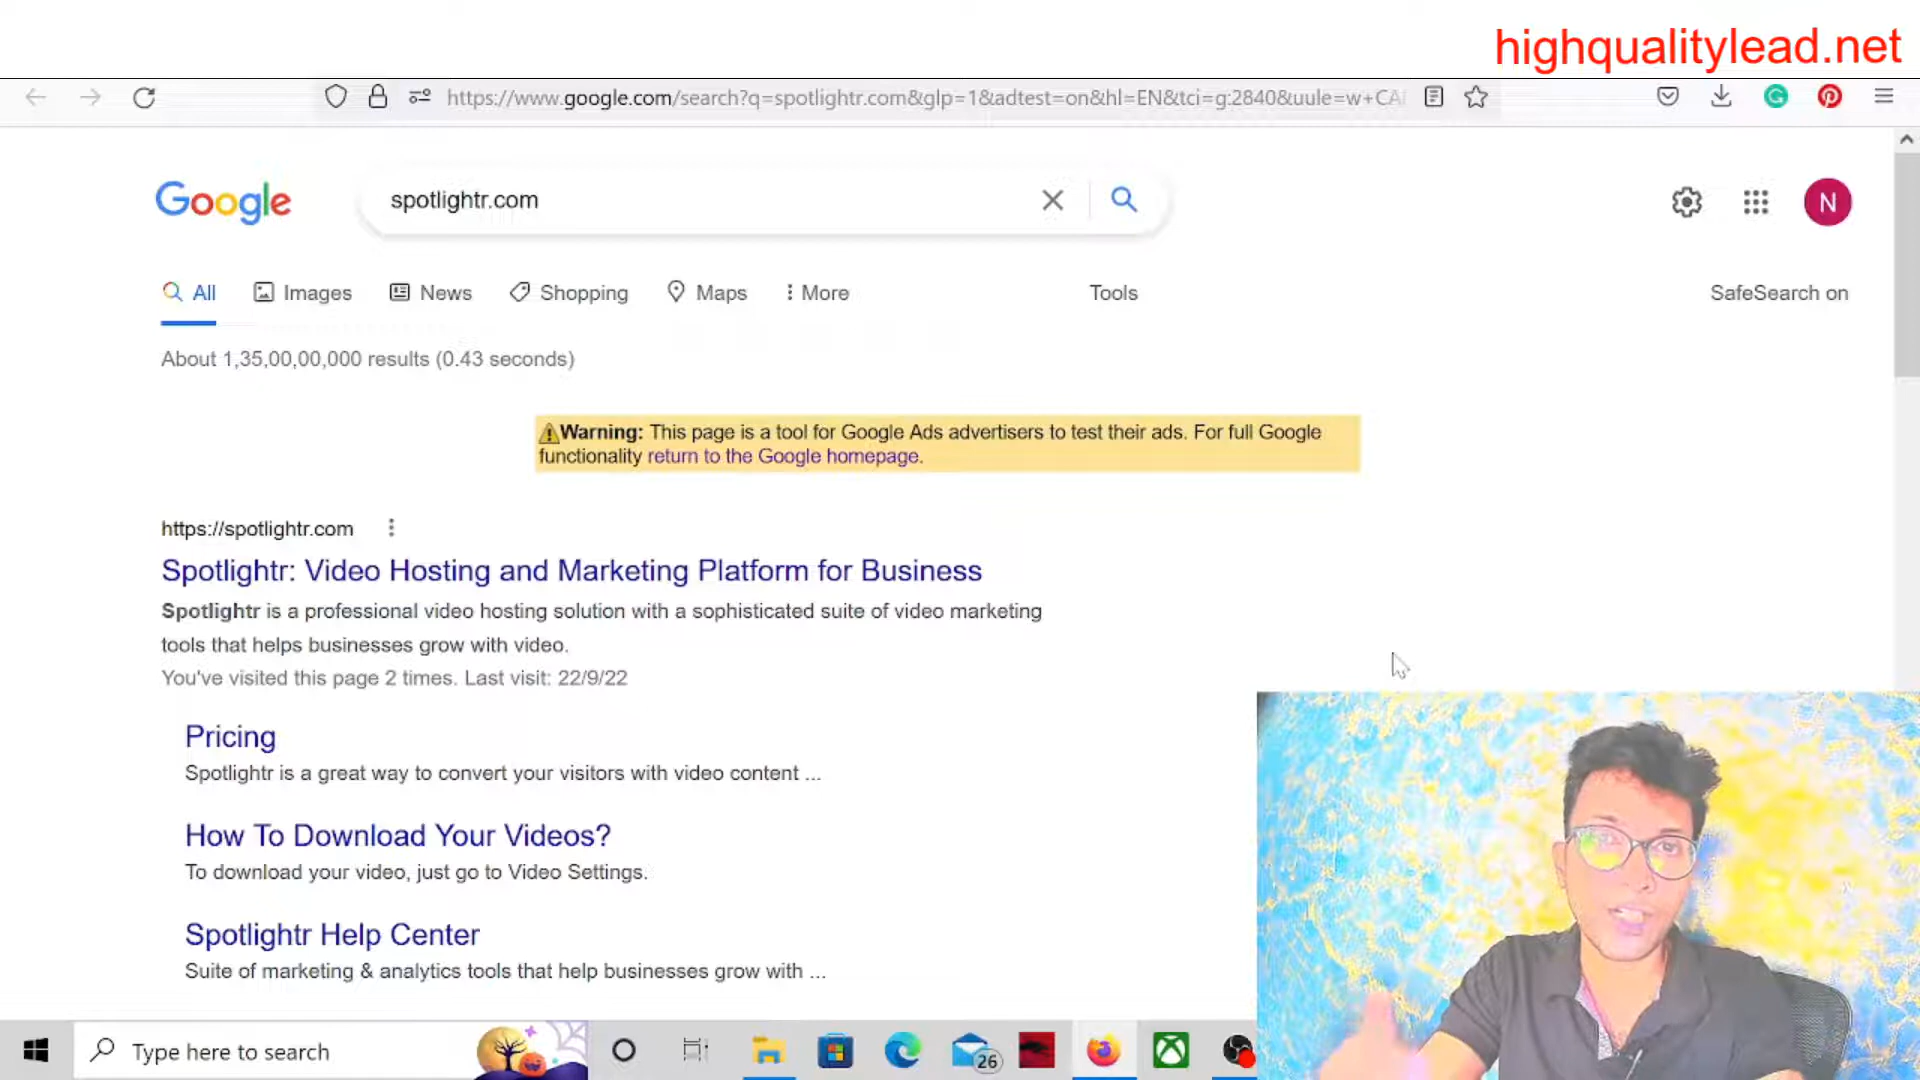 highqualitylead.net
https://www.google.com/search?q=spotlightr.com&glp=1&adtest=on&hl=EN&tci=g:2840&uule=w+CAI
Google
spotlightr.com
N
All
Images
News
Shopping
Maps
More
Tools
SafeSearch on
About 1,35,00,00,000 results (0.43 seconds)
Warning: This page is a tool for Google Ads advertisers to test their ads. For full Google
functionality return to the Google homepage.
https://spotlightr.com
Spotlightr: Video Hosting and Marketing Platform for Business
Spotlightr is a professional video hosting solution with a sophisticated suite of video marketing
tools that helps businesses grow with video.
You've visited this page 2 times. Last visit: 22/9/22
Pricing
Spotlightr is a great way to convert your visitors with video content ...
How To Download Your Videos?
To download your video, just go to Video Settings.
Spotlightr Help Center
Suite of marketing & analytics tools that help businesses grow with ...
Type here to search
26